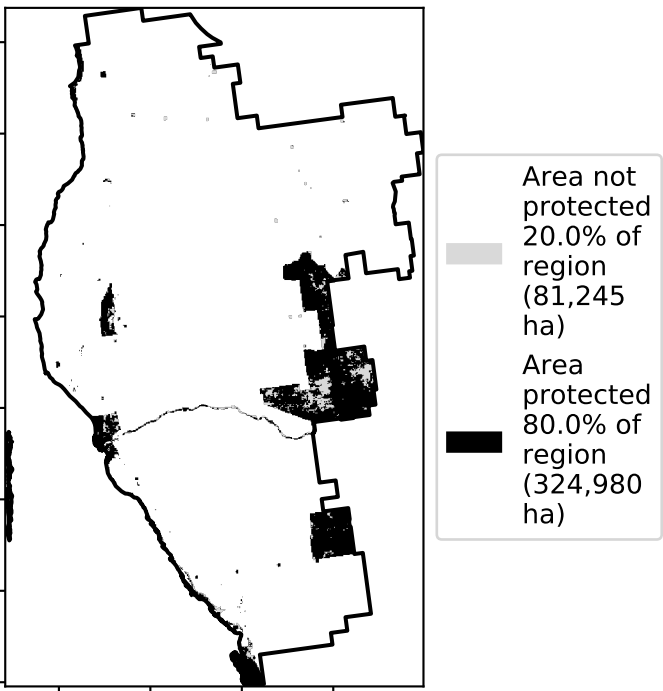 Area not
protected
20.0% of
region
(81,245
ha)
Area
protected
80.0% of
region
(324,980
ha)